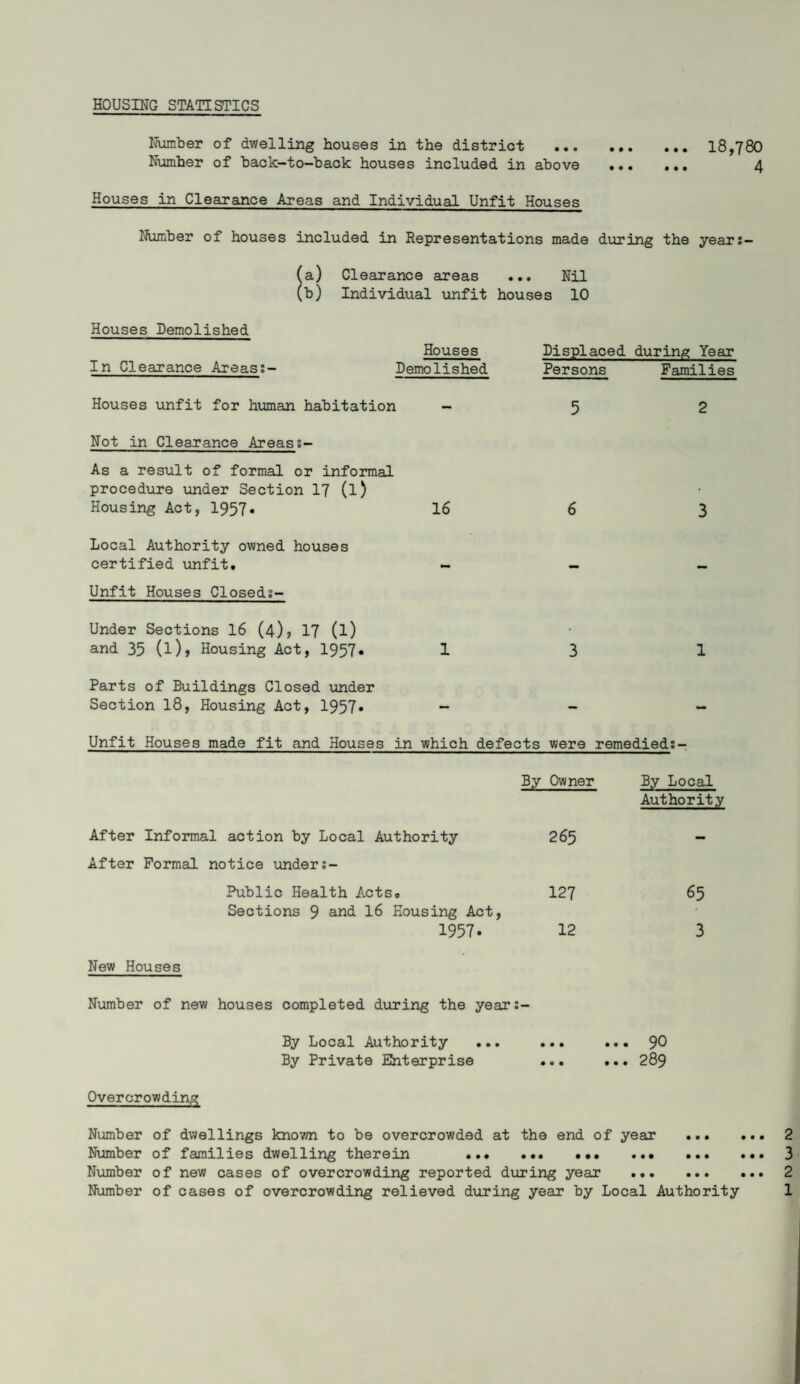 HOUSING STATISTICS
Number of dwelling houses in the district ... ... ... 18,780
Number of back-to-back houses included in above ... ... 4
Houses in Clearance Areas and Individual Unfit Houses
Number of houses included in Representations made during the year:-
(a) Clearance areas ... Nil
(b) Individual unfit houses 10
Houses Demolished
Houses Displaced during Year
In Clearance Areas:- Demolished Persons Families
Houses unfit for human habitation - 5 2
Not in Clearance Areas:-
As a result of formal or informal
procedure under Section 17 (1)
Housing Act, 1957. 16 6 3
Local Authority owned houses
certified unfit. - - -
Unfit Houses Closed:-
Under Sections 16 (4), 17 (1)
and 35 (1), Housing Act, 1957. 1 3 1
Parts of Buildings Closed under
Section 18, Housing Act, 1957. - - -
Unfit Houses made fit and Houses in which defects were remedied:-
By Owner By Local
Authority
After Informal action by Local Authority 265 -
After Formal notice under:-
Public Health Acts. 127 65
Sections 9 and 16 Housing Act,
1957. 12 3
New Houses
Number of new houses completed during the year:-
By Local Authority ... ... ... 90
By Private Enterprise ... ... 289
Overcrowding
Number of dwellings known to be overcrowded at the end of year ... ... 2
Number of families dwelling therein ... ... ... ... ... ... 3
Number of new cases of overcrowding reported during year ... ... ... 2
Number of cases of overcrowding relieved during year by Local Authority 1